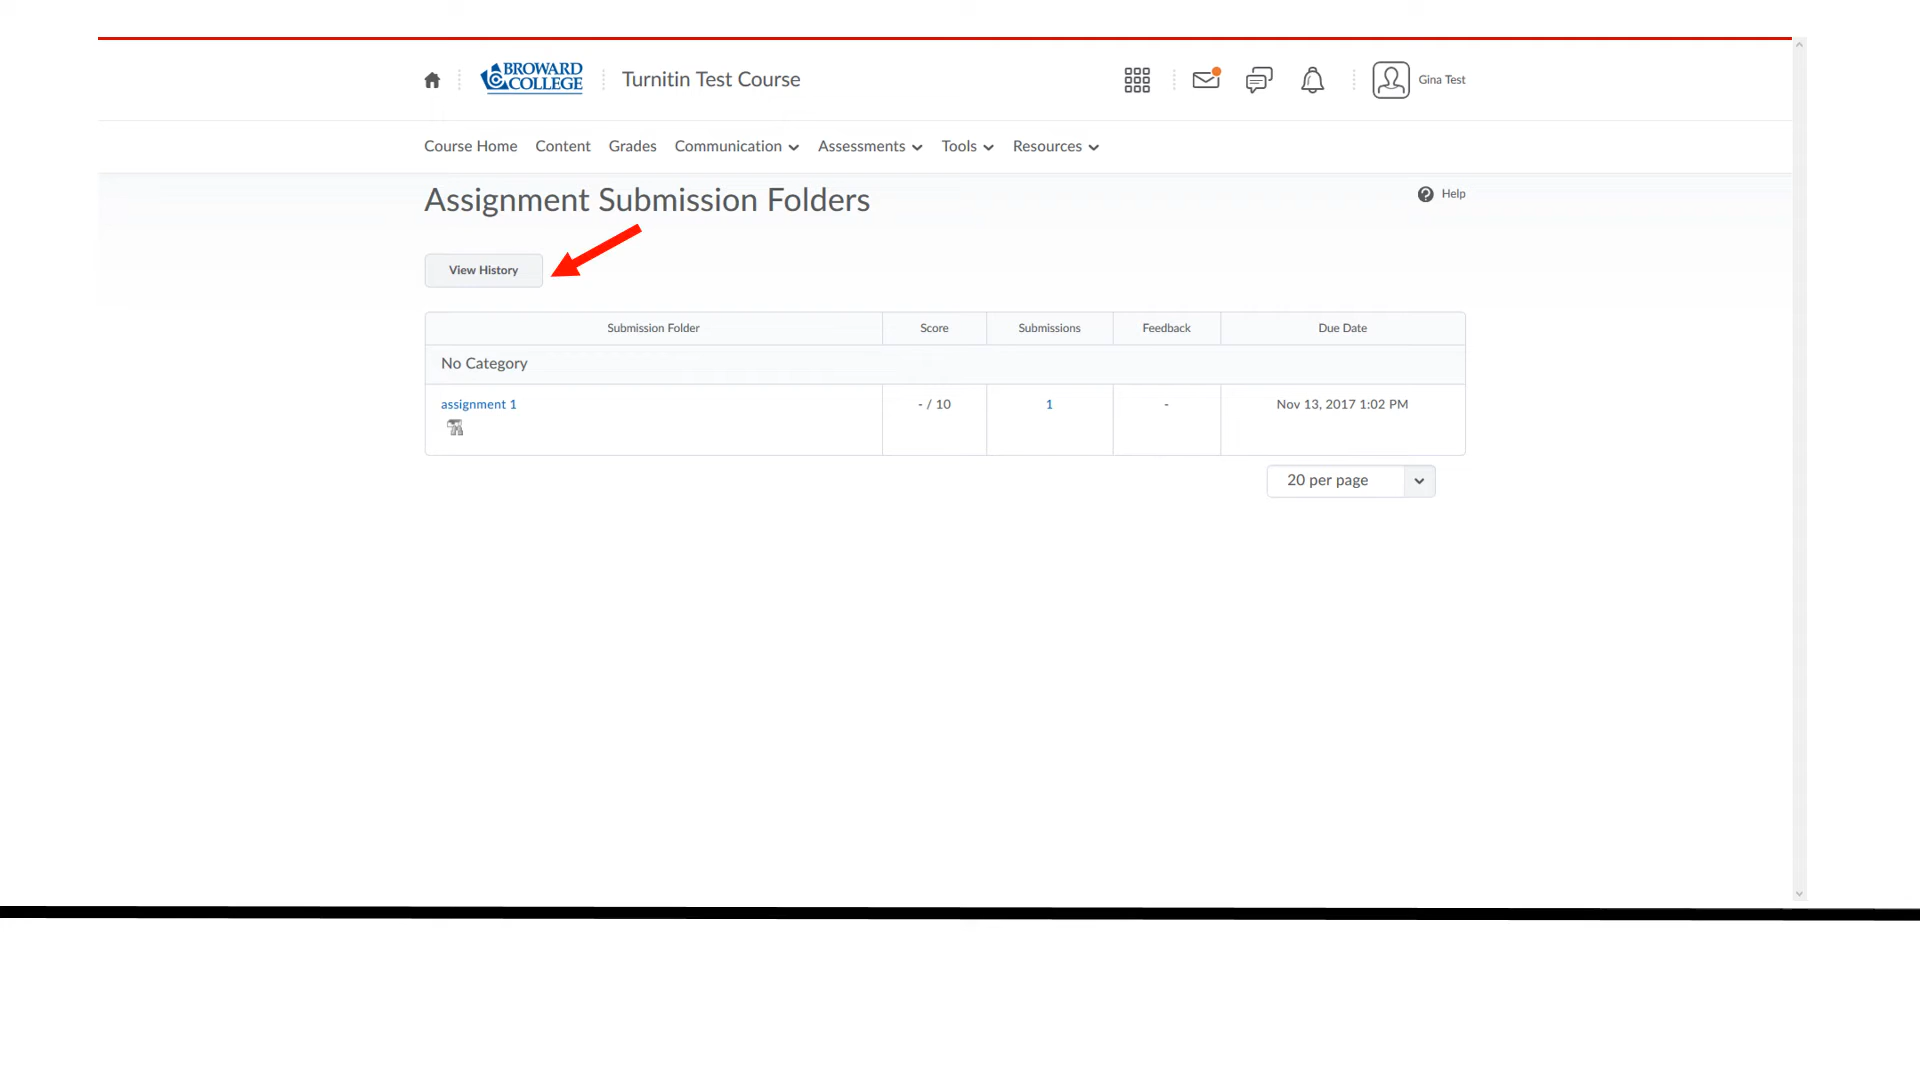 BROWARD
COLLEGE
Turnitin Test Course
Gina Test
Course Home Content Grades Communication Assessments Tools Resources
Assignment Submission Folders
Help
View History
Submission Folder Score Submissions Feedback Due Date
No Category
assignment 1 - / 10 1 - Nov 13, 2017 1:02 PM
20 per page